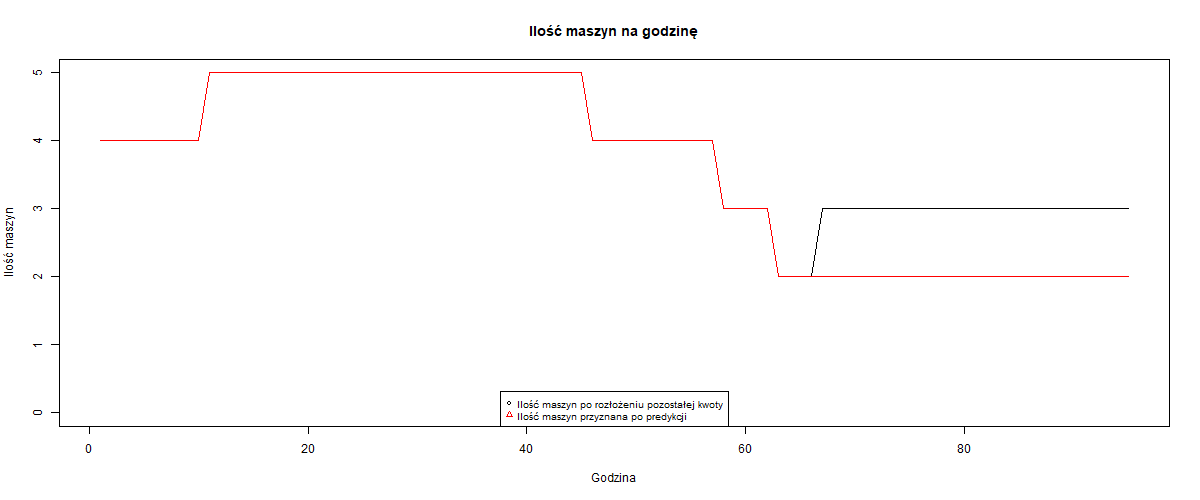 Ilość maszyn na godzinę
Ilość maszyn
5
4
3
2
1
0
Ilość maszyn po rozłożeniu pozostałej kwoty
Ilość maszyn przyznana po predykcji
0 20 40 60 80
Godzina